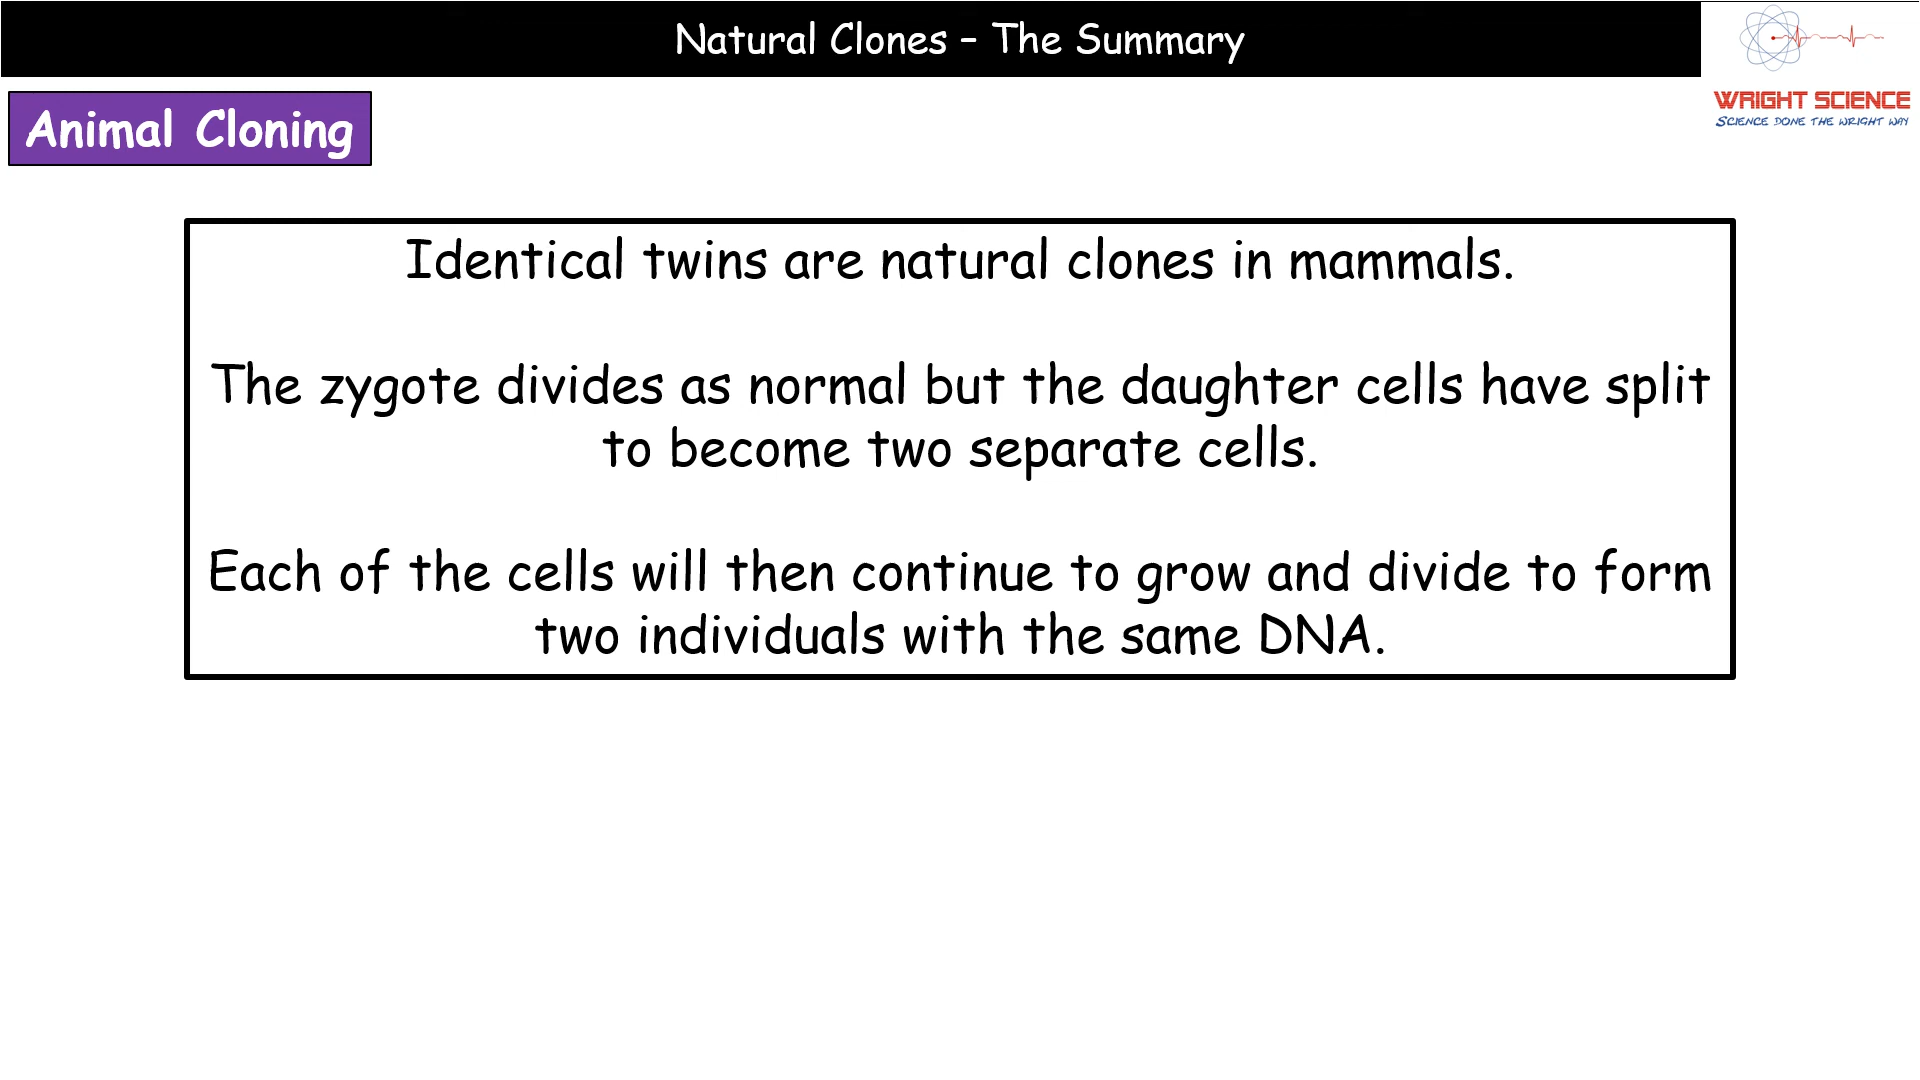 Natural Clones – The Summary
WRIGHT SCIENCE
SCIENCE DONE THE WRIGHT WAY
Animal Cloning
Identical twins are natural clones in mammals.
The zygote divides as normal but the daughter cells have split
to become two separate cells.
Each of the cells will then continue to grow and divide to form
two individuals with the same DNA.